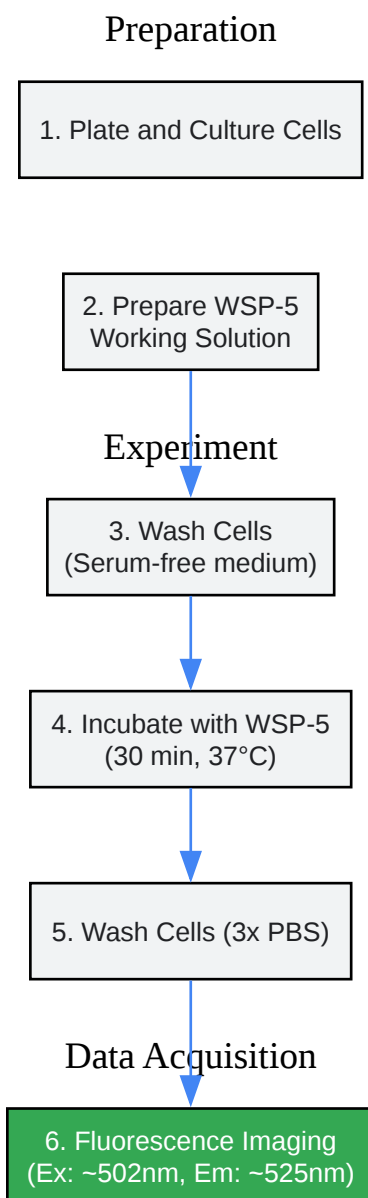 Preparation
1. Plate and Culture Cells
2. Prepare WSP-5
Working Solution
Experiment
3. Wash Cells
(Serum-free medium)
4. Incubate with WSP-5
(30 min, 37°C)
5. Wash Cells (3x PBS)
Data Acquisition
6. Fluorescence Imaging
(Ex: ~502nm, Em: ~525nm)